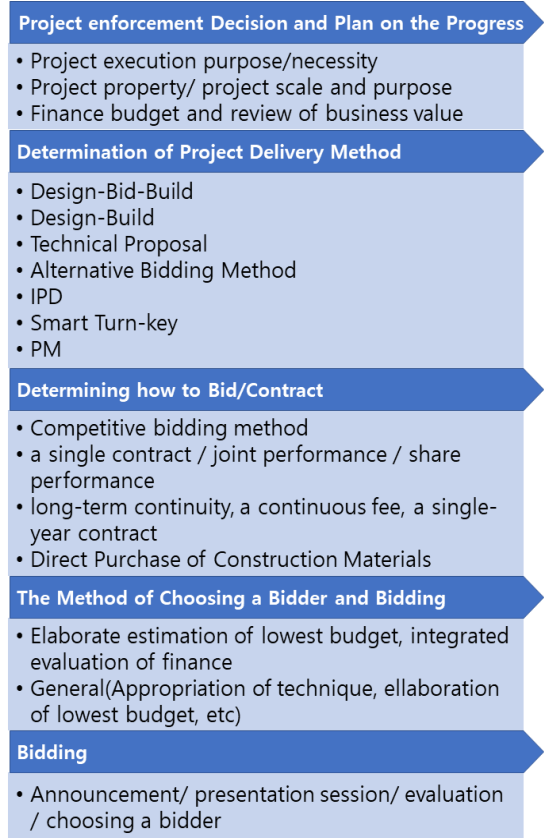 Project enforcement Decision and Plan on the Progress
• Project execution purpose/necessity
• Project property/ project scale and purpose
• Finance budget and review of business value
Determination of Project Delivery Method
• Design-Bid-Build
• Design-Build
• Technical Proposal
• Alternative Bidding Method
• IPD
• Smart Turn-key
• PM
Determining how to Bid/Contract
• Competitive bidding method
• a single contract / joint performance / share
performance
• long-term continuity, a continuous fee, a single-
year contract
• Direct Purchase of Construction Materials
The Method of Choosing a Bidder and Bidding
• Elaborate estimation of lowest budget, integrated
evaluation of finance
• General(Appropriation of technique, ellaboration
of lowest budget, etc)
Bidding
• Announcement/ presentation session/ evaluation
/ choosing a bidder